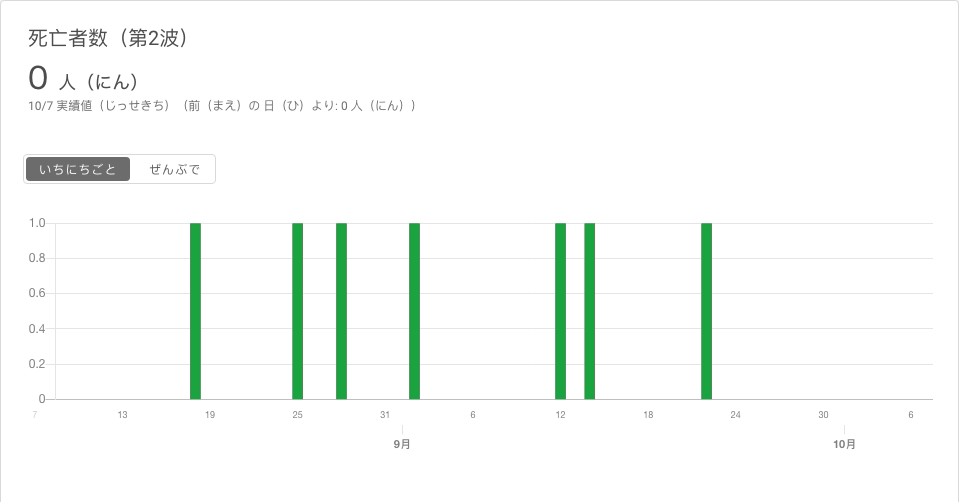 死亡者数（第2波）
0 人（にん）
10/7 実績値（じっせきち）（前（まえ）の 日（ひ）より: 0 人（にん））
いちにちごと ぜんぶで
1.0
0.8
0.6
0.4
0.2
0
7 13 19 25 31 6 12 18 24 30 6
9月 10月